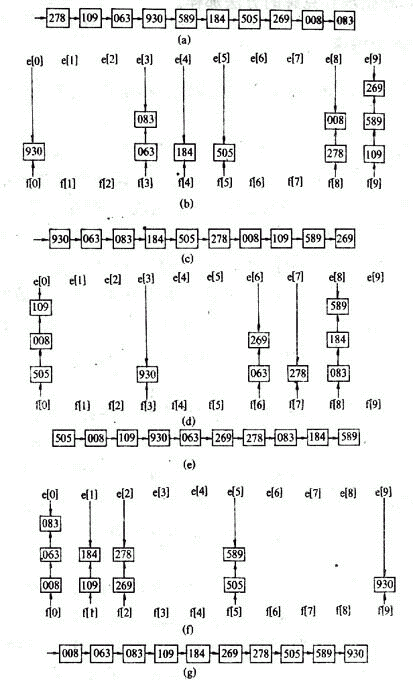 278 109 063 930 589 184 505 269 008 083
(a)
e[0] e[1] e[2] e[3] e[4] e[5] e[6] e[7] e[8] e[9]
269
083 008 589
930 063 184 505 278 109
f[0] f[1] f[2] f[3] f[4] f[5] f[6] f[7] f[8] f[9]
(b)
930 063 083 184 505 278 008 109 589 269
(c)
e[0] e[1] e[2] e[3] e[4] e[5] e[6] e[7] e[8] e[9]
109 589
008 269 184
505 930 063 278 083
f[0] f[1] f[2] f[3] f[4] f[5] f[6] f[7] f[8] f[9]
(d)
505 008 109 930 063 269 278 083 184 589
(e)
e[0] e[1] e[2] e[3] e[4] e[5] e[6] e[7] e[8] e[9]
083
063 184 278 589
008 109 269 505 930
f[0] f[1] f[2] f[3] f[4] f[5] f[6] f[7] f[8] f[9]
(f)
008 063 083 109 184 269 278 505 589 930
(g)